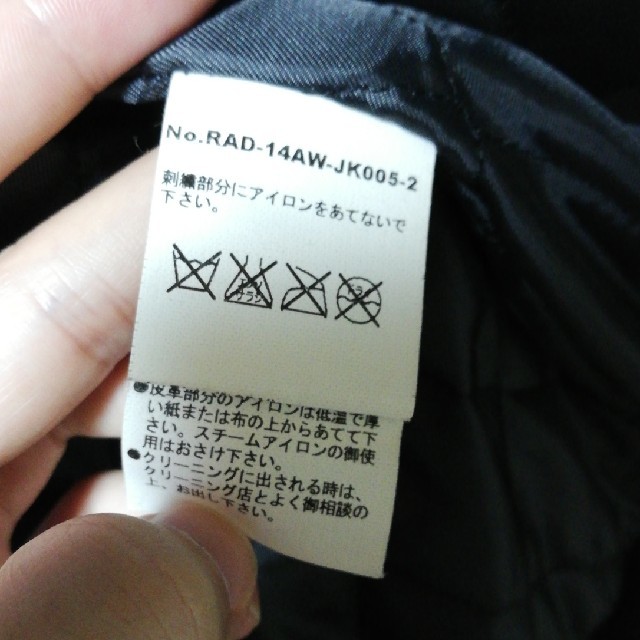 No.RAD-14AW-JK005-2
刺繍部分にアイロンをあてないで
下さい。
●皮革部分のアイロンは低温で厚
い紙または布の上からあてて下
さい。スチームアイロンの御使
用はおさけ下さい。
●クリーニングに出される時は、
クリーニング店とよく御相談の
上、お出し下さい。